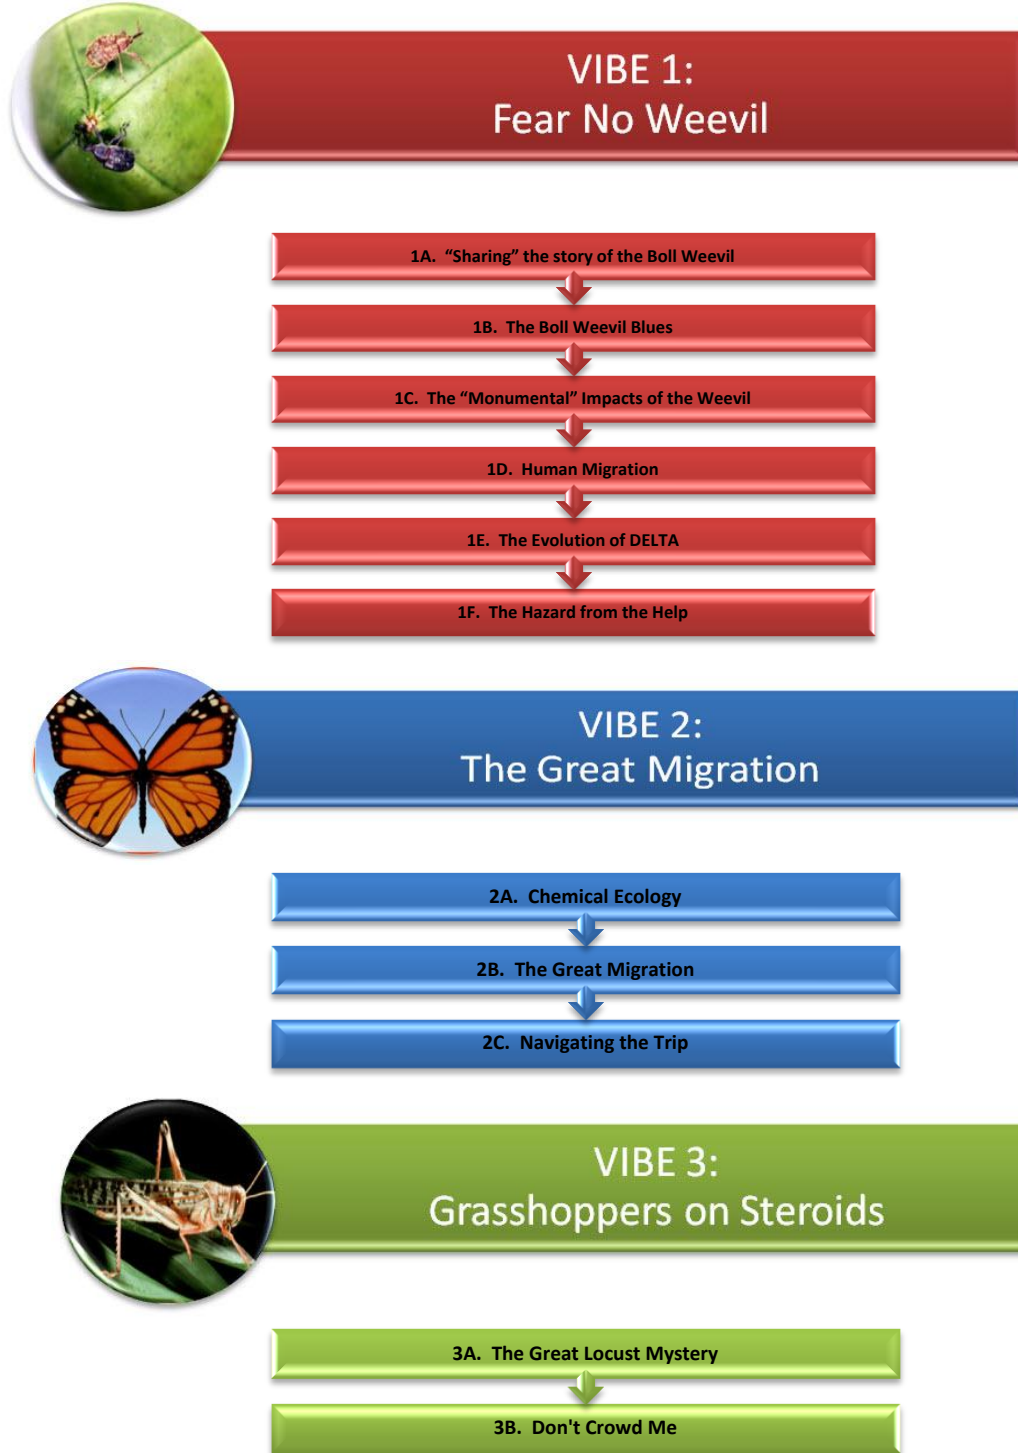 VIBE 1:
Fear No Weevil
1A. “Sharing” the story of the Boll Weevil
1B. The Boll Weevil Blues
1C. The “Monumental” Impacts of the Weevil
1D. Human Migration
1E. The Evolution of DELTA
1F. The Hazard from the Help
VIBE 2:
The Great Migration
2A. Chemical Ecology
2B. The Great Migration
2C. Navigating the Trip
VIBE 3:
Grasshoppers on Steroids
3A. The Great Locust Mystery
3B. Don't Crowd Me